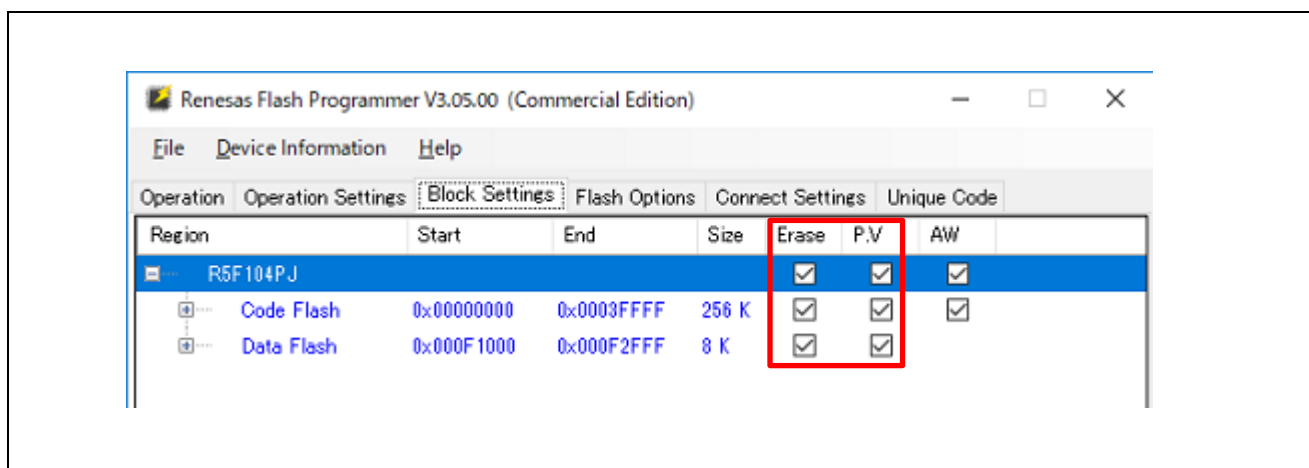 Renesas Flash Programmer V3.05.00 (Commercial Edition)
File Device Information Help
Operation Operation Settings Block Settings Flash Options Connect Settings Unique Code
Region Start End Size Erase P.V AW
R5F104PJ
Code Flash 0x00000000 0x0003FFFF 256 K
Data Flash 0x000F1000 0x000F2FFF 8 K